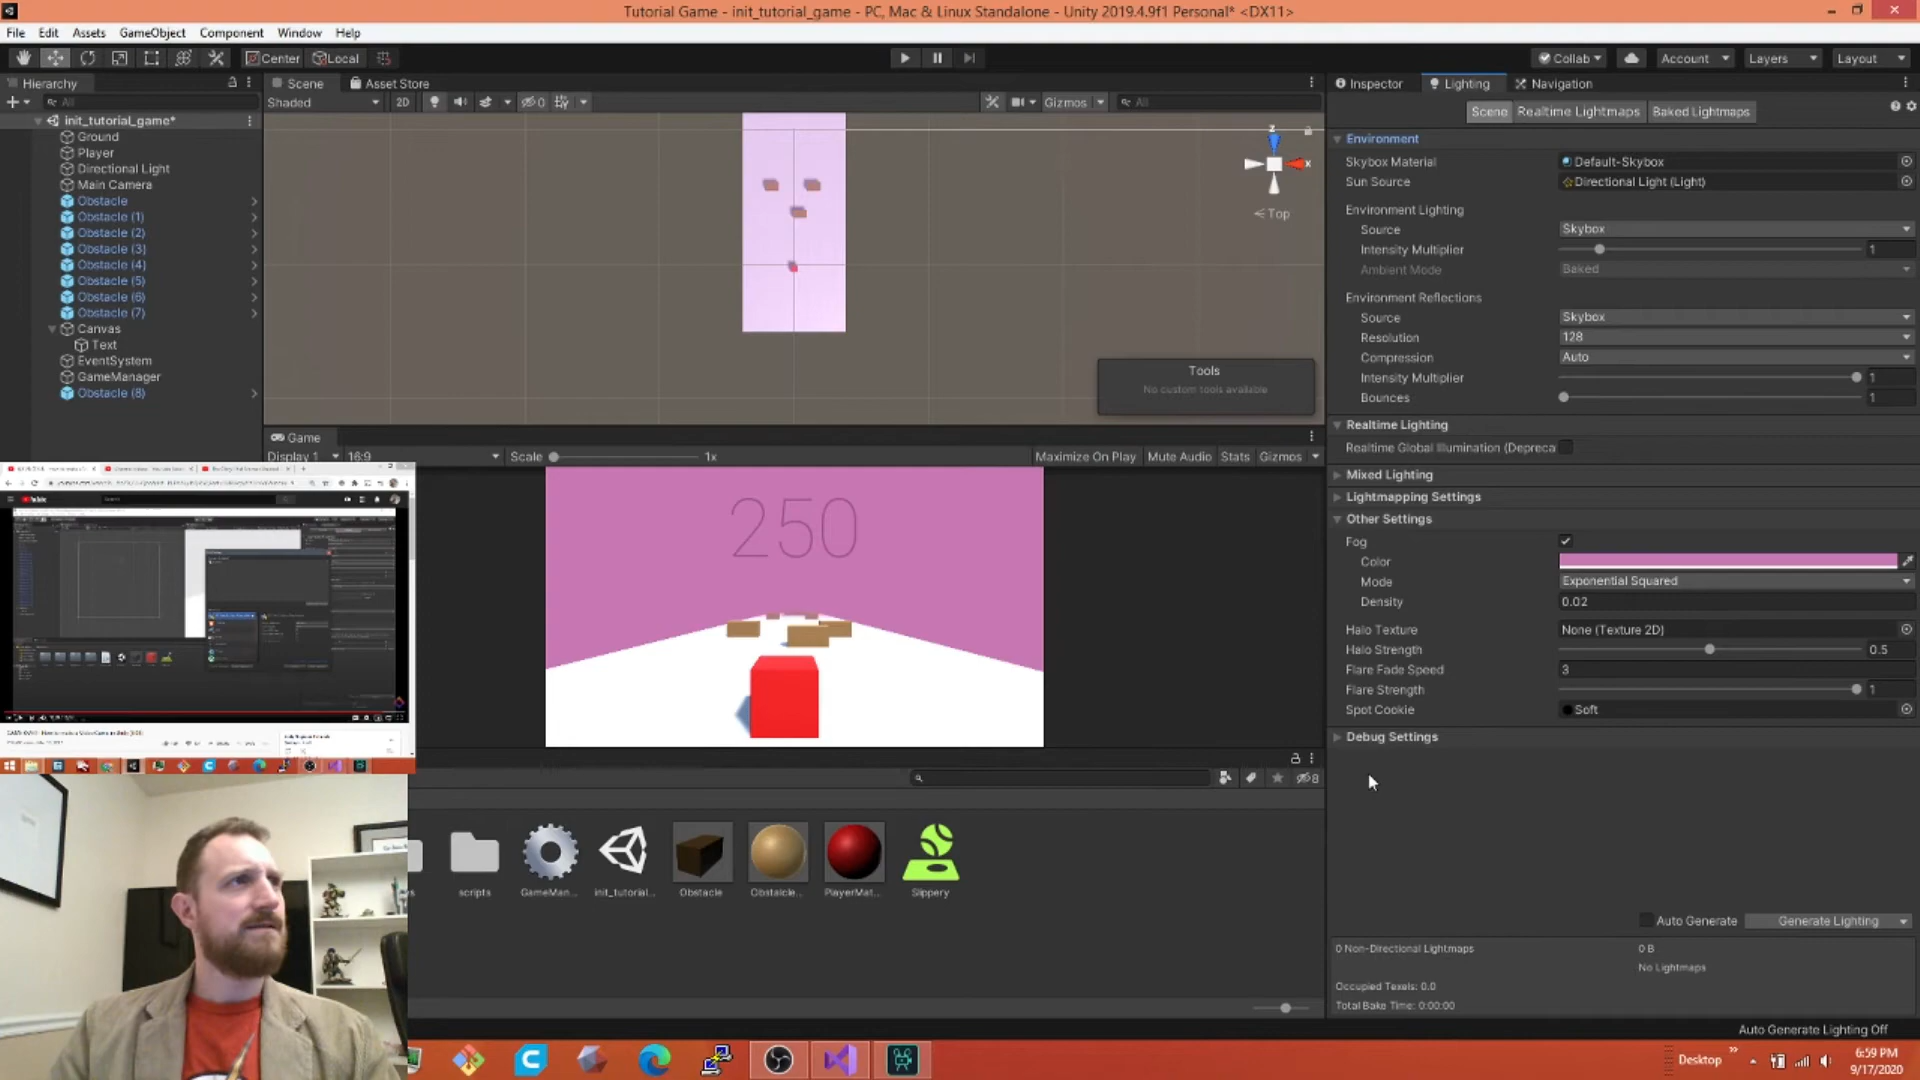 Tutorial Game - init_tutorial_game - PC, Mac & Linux Standalone - Unity 2019.4.9f1 Personal* <DX11>
File Edit Assets GameObject Component Window Help
Center Local Collab Account Layers Layout
Hierarchy
All
init_tutorial_game*
Ground
Player
Directional Light
Main Camera
Obstacle
Obstacle (1)
Obstacle (2)
Obstacle (3)
Obstacle (4)
Obstacle (5)
Obstacle (6)
Obstacle (7)
Canvas
Text
EventSystem
GameManager
Obstacle (8)
Scene Asset Store
Shaded 2D 0 Gizmos All
z
x
Top
Tools
No custom tools available
Game
Display 1 16:9 Scale 1x Maximize On Play Mute Audio Stats Gizmos
250
8
scripts GameMan... init_tutorial... Obstacle Obstalcle... PlayerMat... Slippery
Inspector Lighting Navigation
Scene Realtime Lightmaps Baked Lightmaps
Environment
Skybox Material Default-Skybox
Sun Source Directional Light (Light)
Environment Lighting
Source Skybox
Intensity Multiplier 1
Ambient Mode Baked
Environment Reflections
Source Skybox
Resolution 128
Compression Auto
Intensity Multiplier 1
Bounces 1
Realtime Lighting
Realtime Global Illumination (Depreca
Mixed Lighting
Lightmapping Settings
Other Settings
Fog
Color
Mode Exponential Squared
Density 0.02
Halo Texture None (Texture 2D)
Halo Strength 0.5
Flare Fade Speed 3
Flare Strength 1
Spot Cookie Soft
Debug Settings
Auto Generate Generate Lighting
0 Non-Directional Lightmaps 0 B
No Lightmaps
Occupied Texels: 0.0
Total Bake Time: 0:00:00
Auto Generate Lighting Off
Desktop
6:59 PM
9/17/2020